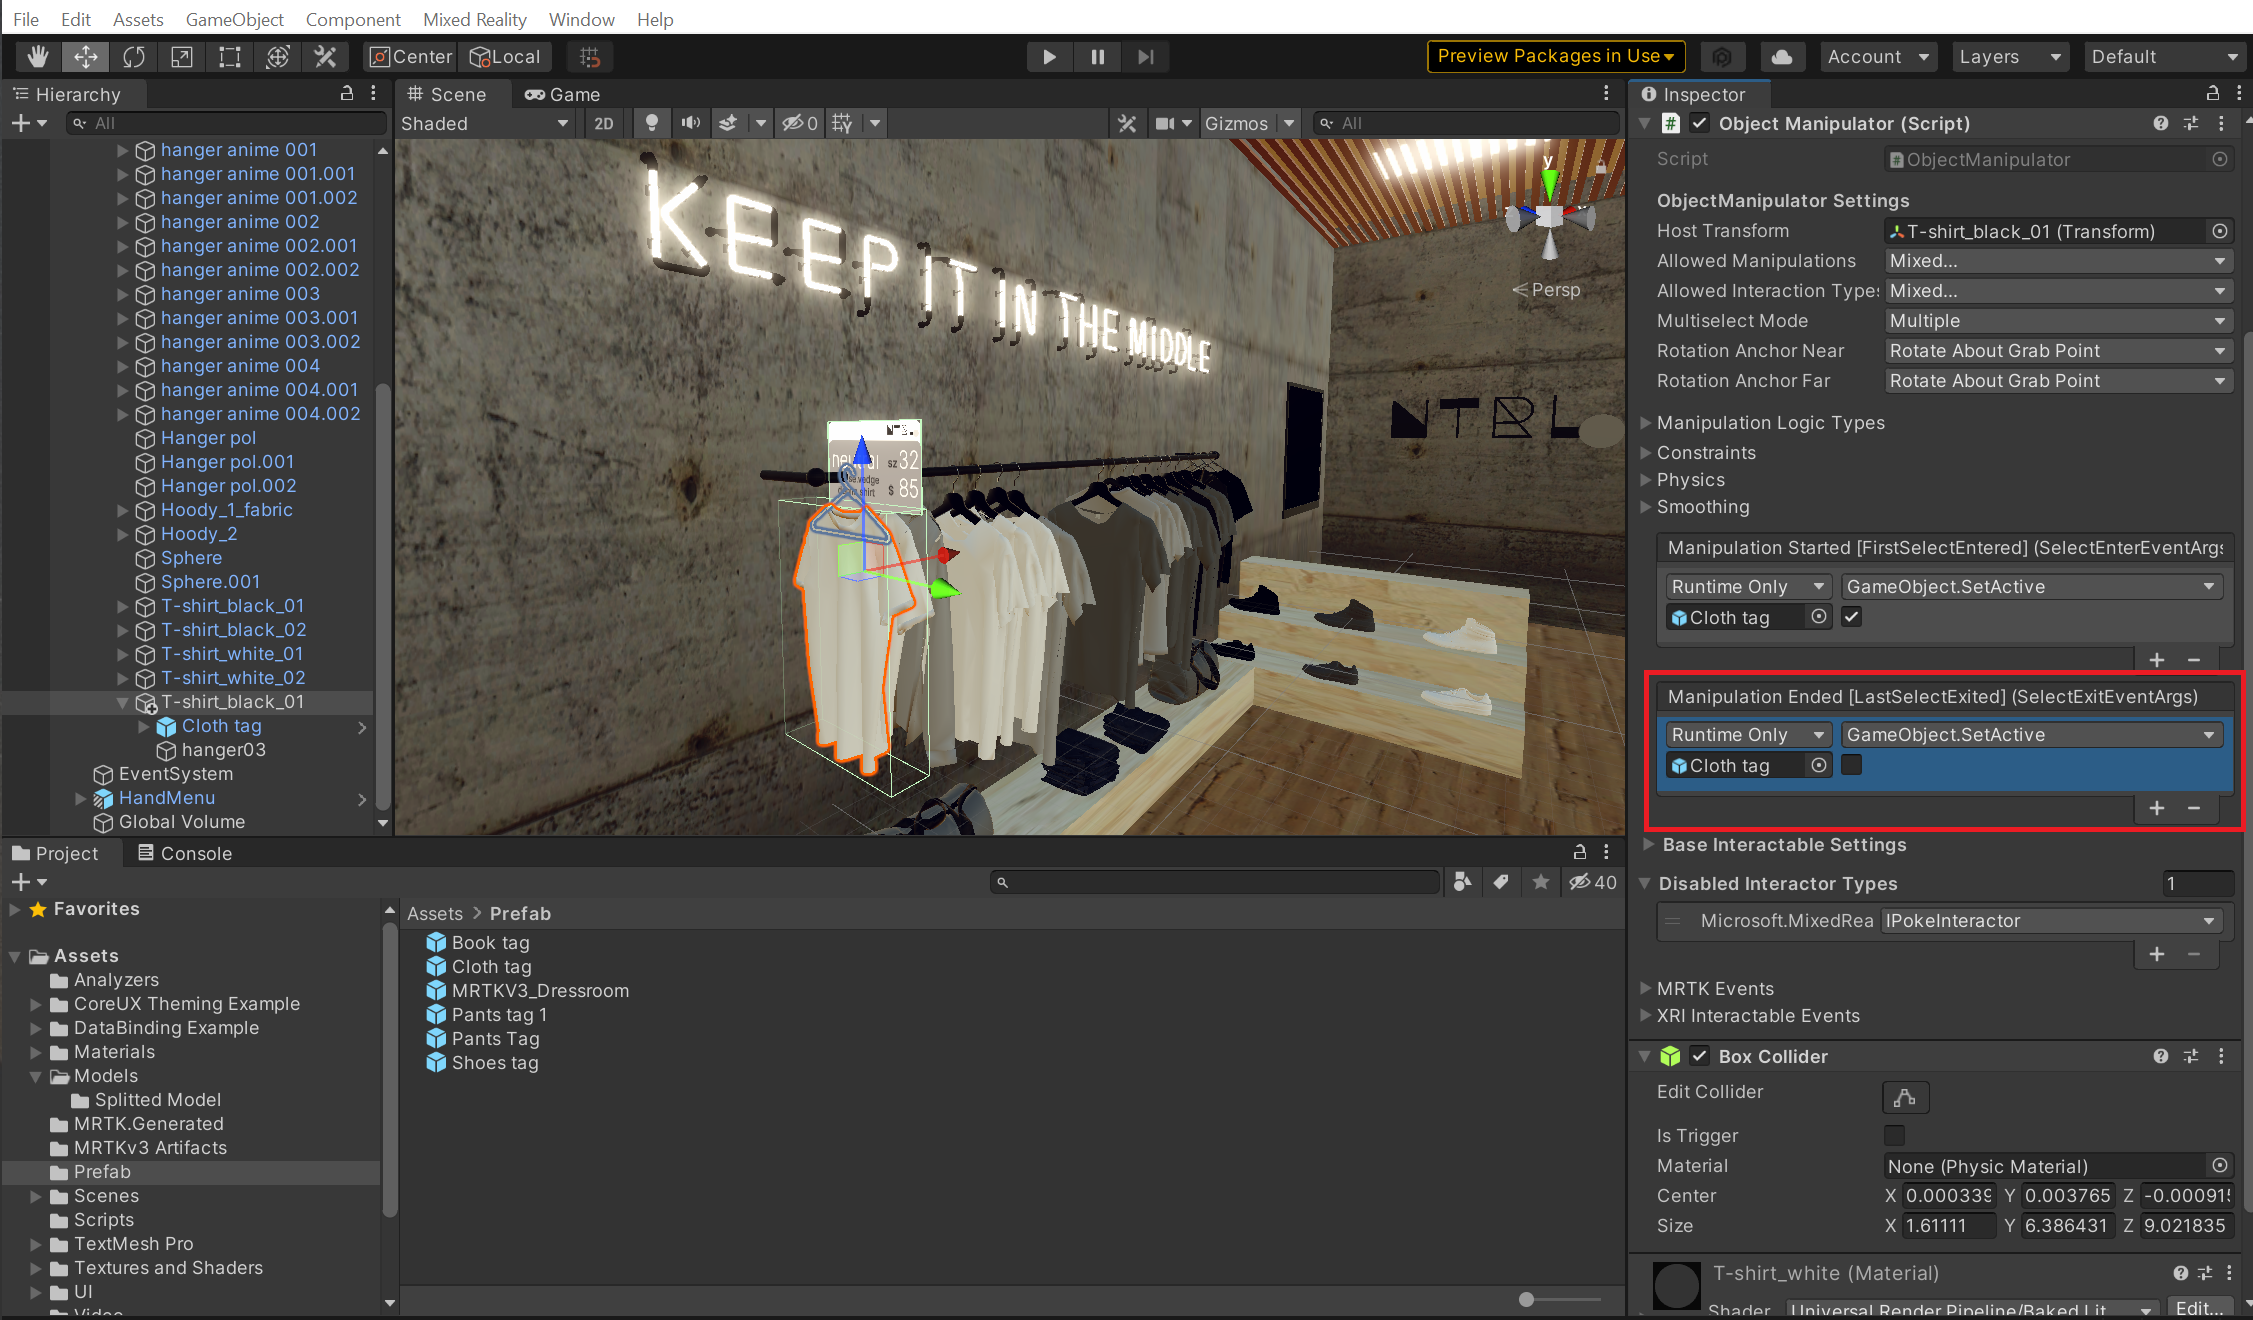 File Edit Assets GameObject Component Mixed Reality Window Help
Center Local Preview Packages in Use Account Layers Default
Hierarchy
All
hanger anime 001
hanger anime 001.001
hanger anime 001.002
hanger anime 002
hanger anime 002.001
hanger anime 002.002
hanger anime 003
hanger anime 003.001
hanger anime 003.002
hanger anime 004
hanger anime 004.001
hanger anime 004.002
Hanger pol
Hanger pol.001
Hanger pol.002
Hoody_1_fabric
Hoody_2
Sphere
Sphere.001
T-shirt_black_01
T-shirt_black_02
T-shirt_white_01
T-shirt_white_02
T-shirt_black_01
Cloth tag
hanger03
EventSystem
HandMenu
Global Volume
Scene Game
Shaded 2D 0 Gizmos All
KEEP IT IN THE MIDDLE
y
Persp
NTBL
sz 32
$ 85
Inspector
Object Manipulator (Script)
Script ObjectManipulator
ObjectManipulator Settings
Host Transform T-shirt_black_01 (Transform)
Allowed Manipulations Mixed...
Allowed Interaction Types Mixed...
Multiselect Mode Multiple
Rotation Anchor Near Rotate About Grab Point
Rotation Anchor Far Rotate About Grab Point
Manipulation Logic Types
Constraints
Physics
Smoothing
Manipulation Started [FirstSelectEntered] (SelectEnterEventArgs
Runtime Only GameObject.SetActive
Cloth tag
+ −
Manipulation Ended [LastSelectExited] (SelectExitEventArgs)
Runtime Only GameObject.SetActive
Cloth tag
+ −
Base Interactable Settings
Disabled Interactor Types 1
Microsoft.MixedRea IPokeInteractor
+ −
MRTK Events
XRI Interactable Events
Box Collider
Edit Collider
Is Trigger
Material None (Physic Material)
Center X 0.000339 Y 0.003765 Z -0.000915
Size X 1.61111 Y 6.386431 Z 9.021835
T-shirt_white (Material)
Shader Universal Render Pipeline/Baked Lit Edit...
Project Console
40
Favorites
Assets
Analyzers
CoreUX Theming Example
DataBinding Example
Materials
Models
Splitted Model
MRTK.Generated
MRTKv3 Artifacts
Prefab
Scenes
Scripts
TextMesh Pro
Textures and Shaders
UI
Video
Assets > Prefab
Book tag
Cloth tag
MRTKV3_Dressroom
Pants tag 1
Pants Tag
Shoes tag